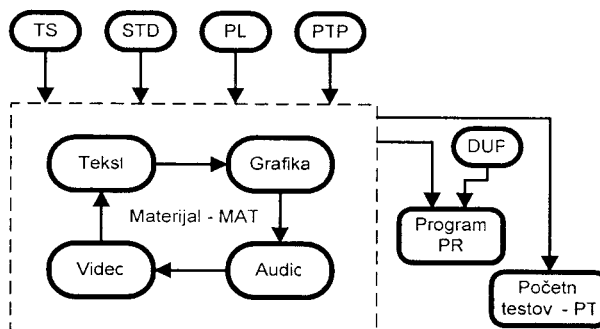 TS
STD
PL
PTP
Tekst
Grafika
DUF
Materijal - MAT
Program
PR
Videc
Audic
Početn
testov - PT